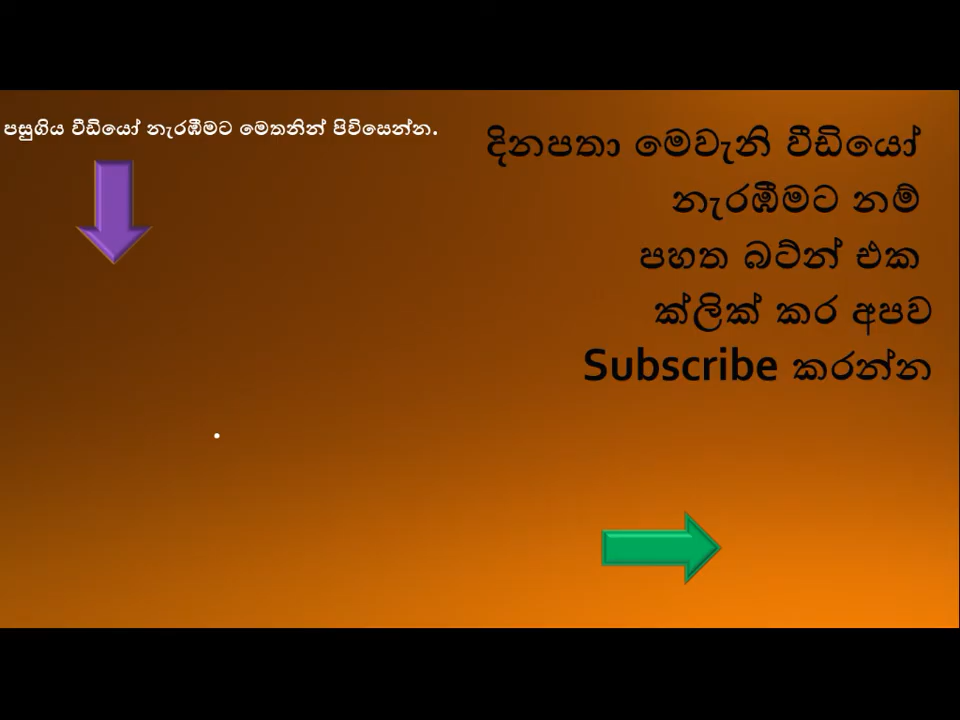 පසුගිය වීඩියෝ නැරඹීමට මෙතනින් පිවිසෙන්න.
දිනපතා මෙවැනි වීඩියෝ
නැරඹීමට නම්
පහත බටන් එක
ක්ලික් කර අපව
Subscribe කරන්න